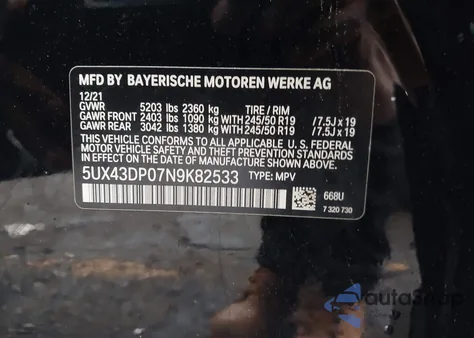 MFD BY BAYERISCHE MOTOREN WERKE AG
12/21
GVWR 5203 lbs 2360 kg TIRE / RIM
GAWR FRONT 2403 lbs 1090 kg WITH 245/50 R19 /7.5J x 19
GAWR REAR 3042 lbs 1380 kg WITH 245/50 R19 /7.5J x 19
THIS VEHICLE CONFORMS TO ALL APPLICABLE U.S. FEDERAL
MOTOR VEHICLE SAFETY AND THEFT PREVENTION STANDARDS
IN EFFECT ON THE DATE OF MANUFACTURE SHOWN ABOVE.
5UX43DP07N9K82533 TYPE: MPV
668U
7 320 730